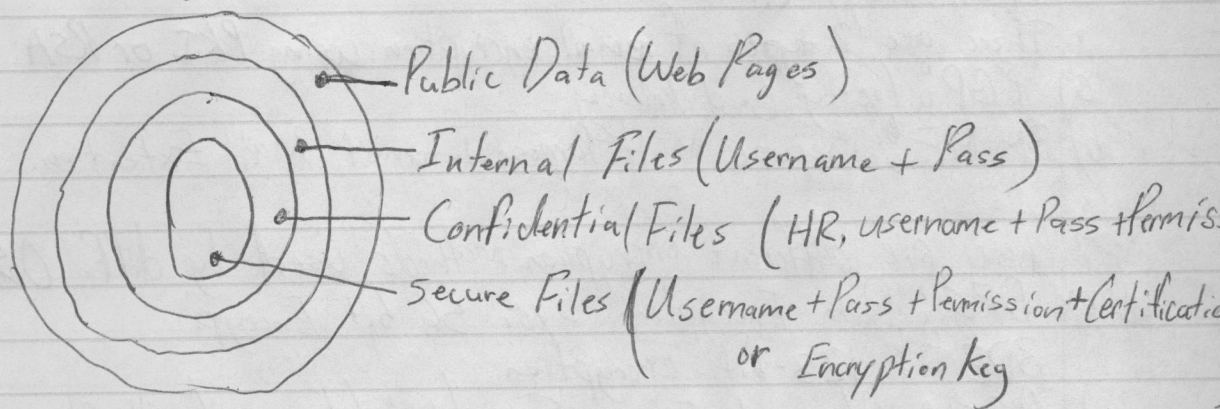 Public Data (Web Pages)
Internal Files (Username + Pass)
Confidential Files (HR, username + Pass + Permiss
Secure Files (Username + Pass + Permission + Certificatio
or Encryption Key